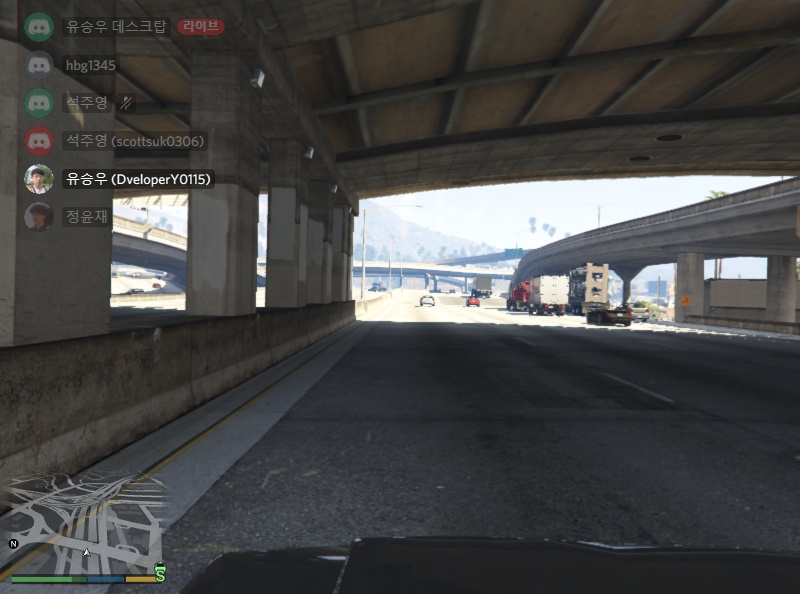 유승우 데스크탑 라이브
hbg1345
석주영
석주영 (scottsuk0306)
유승우 (DveloperY0115)
정윤재
N
S